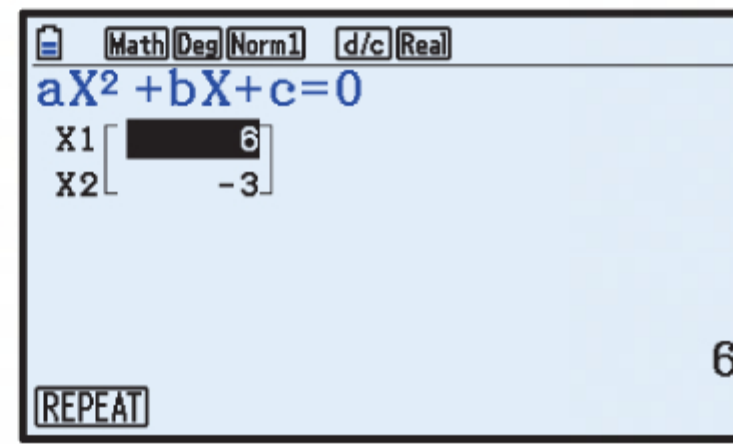 Math Deg Norm1 d/c Real
aX² +bX+c=0
X1[ 6]
X2[ -3]
6
REPEAT